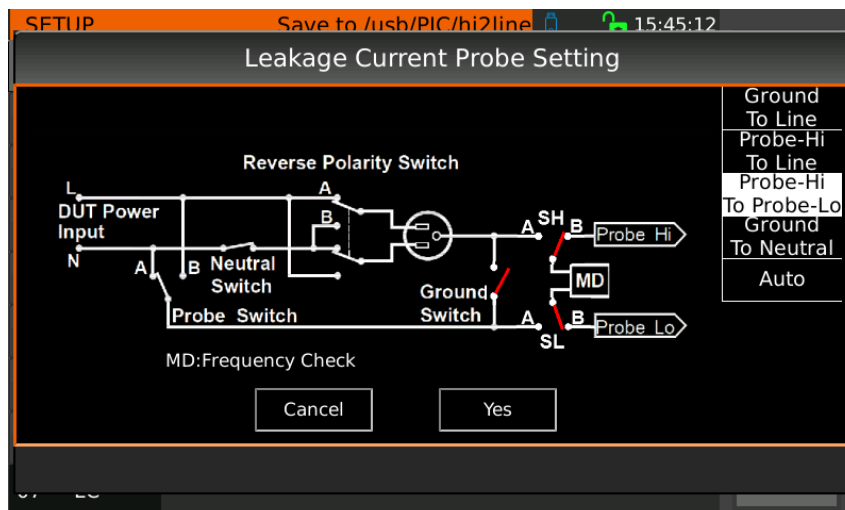 SETUP Save to /usb/PIC/hi2line 15:45:12
Leakage Current Probe Setting
Ground
To Line
Probe-Hi
To Line
Probe-Hi
To Probe-Lo
Ground
To Neutral
Auto
Reverse Polarity Switch
L
A
DUT Power
Input
B
N
A
B
Neutral
Switch
A
SH
B
Probe Hi
MD
Ground
Switch
Probe Switch
A
B
Probe Lo
SL
MD:Frequency Check
Cancel
Yes